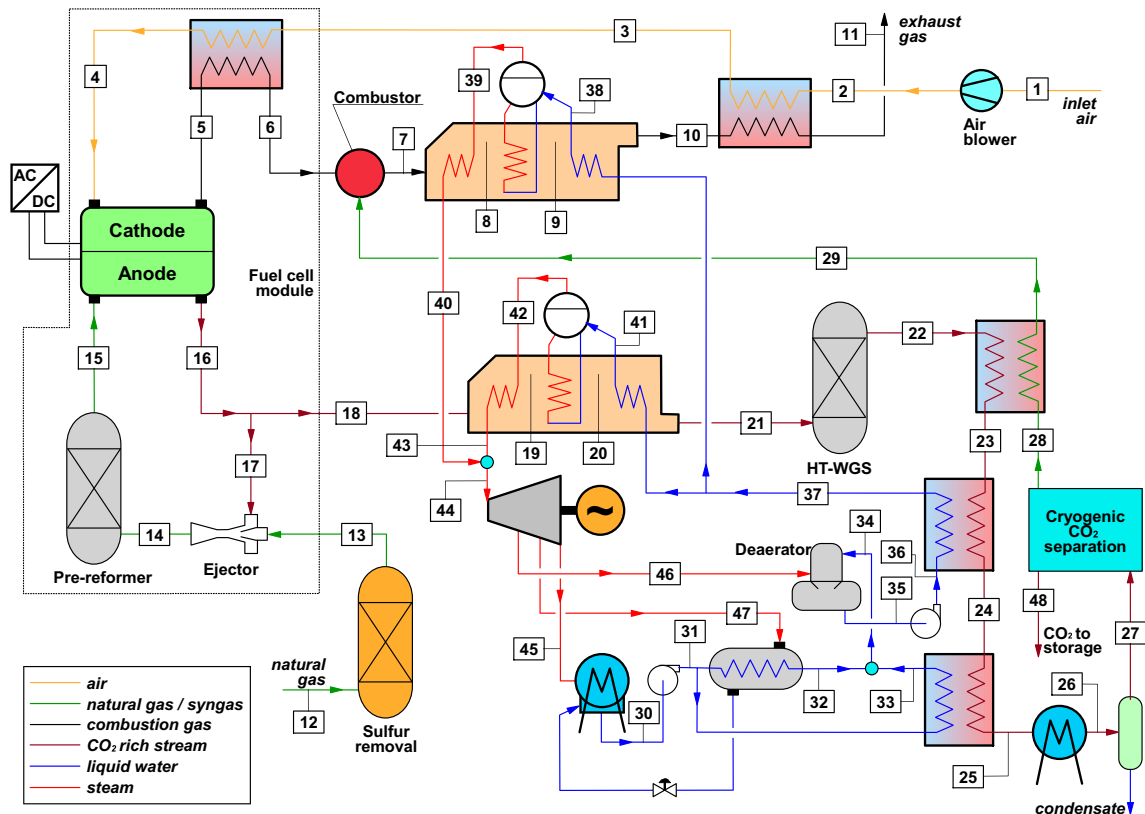 3
exhaust
gas
11
4
39
38
2
1
inlet
air
Combustor
5
6
7
10
Air
blower
AC
DC
8
9
Cathode
Anode
Fuel cell
module
29
40
42
41
22
15
16
18
21
23
28
43
19
20
HT-WGS
17
44
37
Cryogenic
CO2
separation
14
13
34
36
Pre-reformer
Ejector
Deaerator
46
35
47
24
48
27
45
31
CO2 to
storage
natural
gas
12
32
33
26
30
Sulfur
removal
25
condensate
air
natural gas / syngas
combustion gas
CO2 rich stream
liquid water
steam